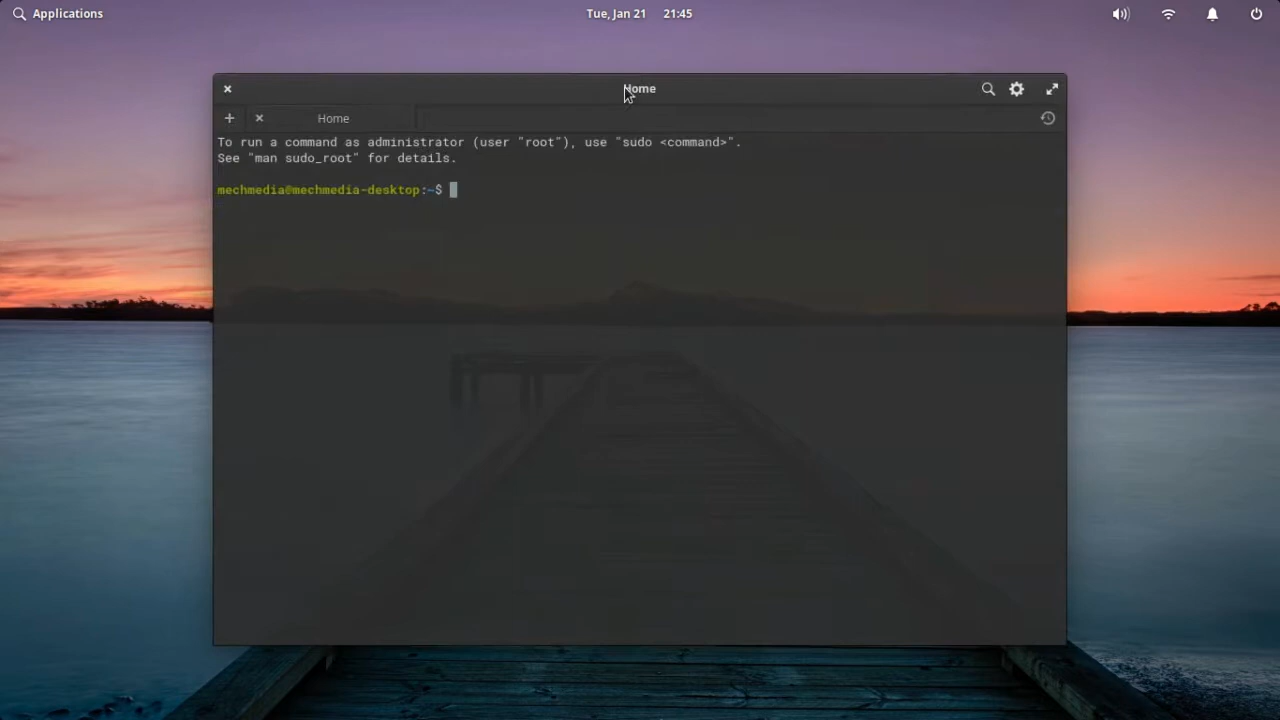 Applications
Tue, Jan 21 21:45
Home
Home
To run a command as administrator (user "root"), use "sudo <command>".
See "man sudo_root" for details.
mechmedia@mechmedia-desktop:~$